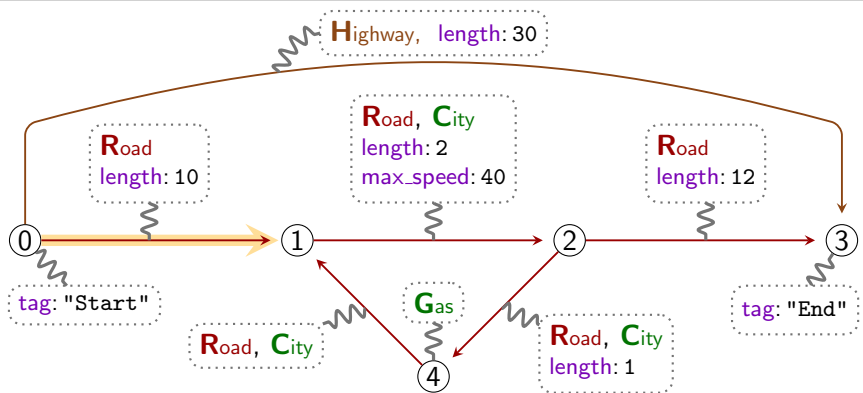 Highway, length: 30
Road
length: 10
Road, City
length: 2
max_speed: 40
Road
length: 12
0
1
2
3
tag: "Start"
Gas
tag: "End"
Road, City
Road, City
length: 1
4